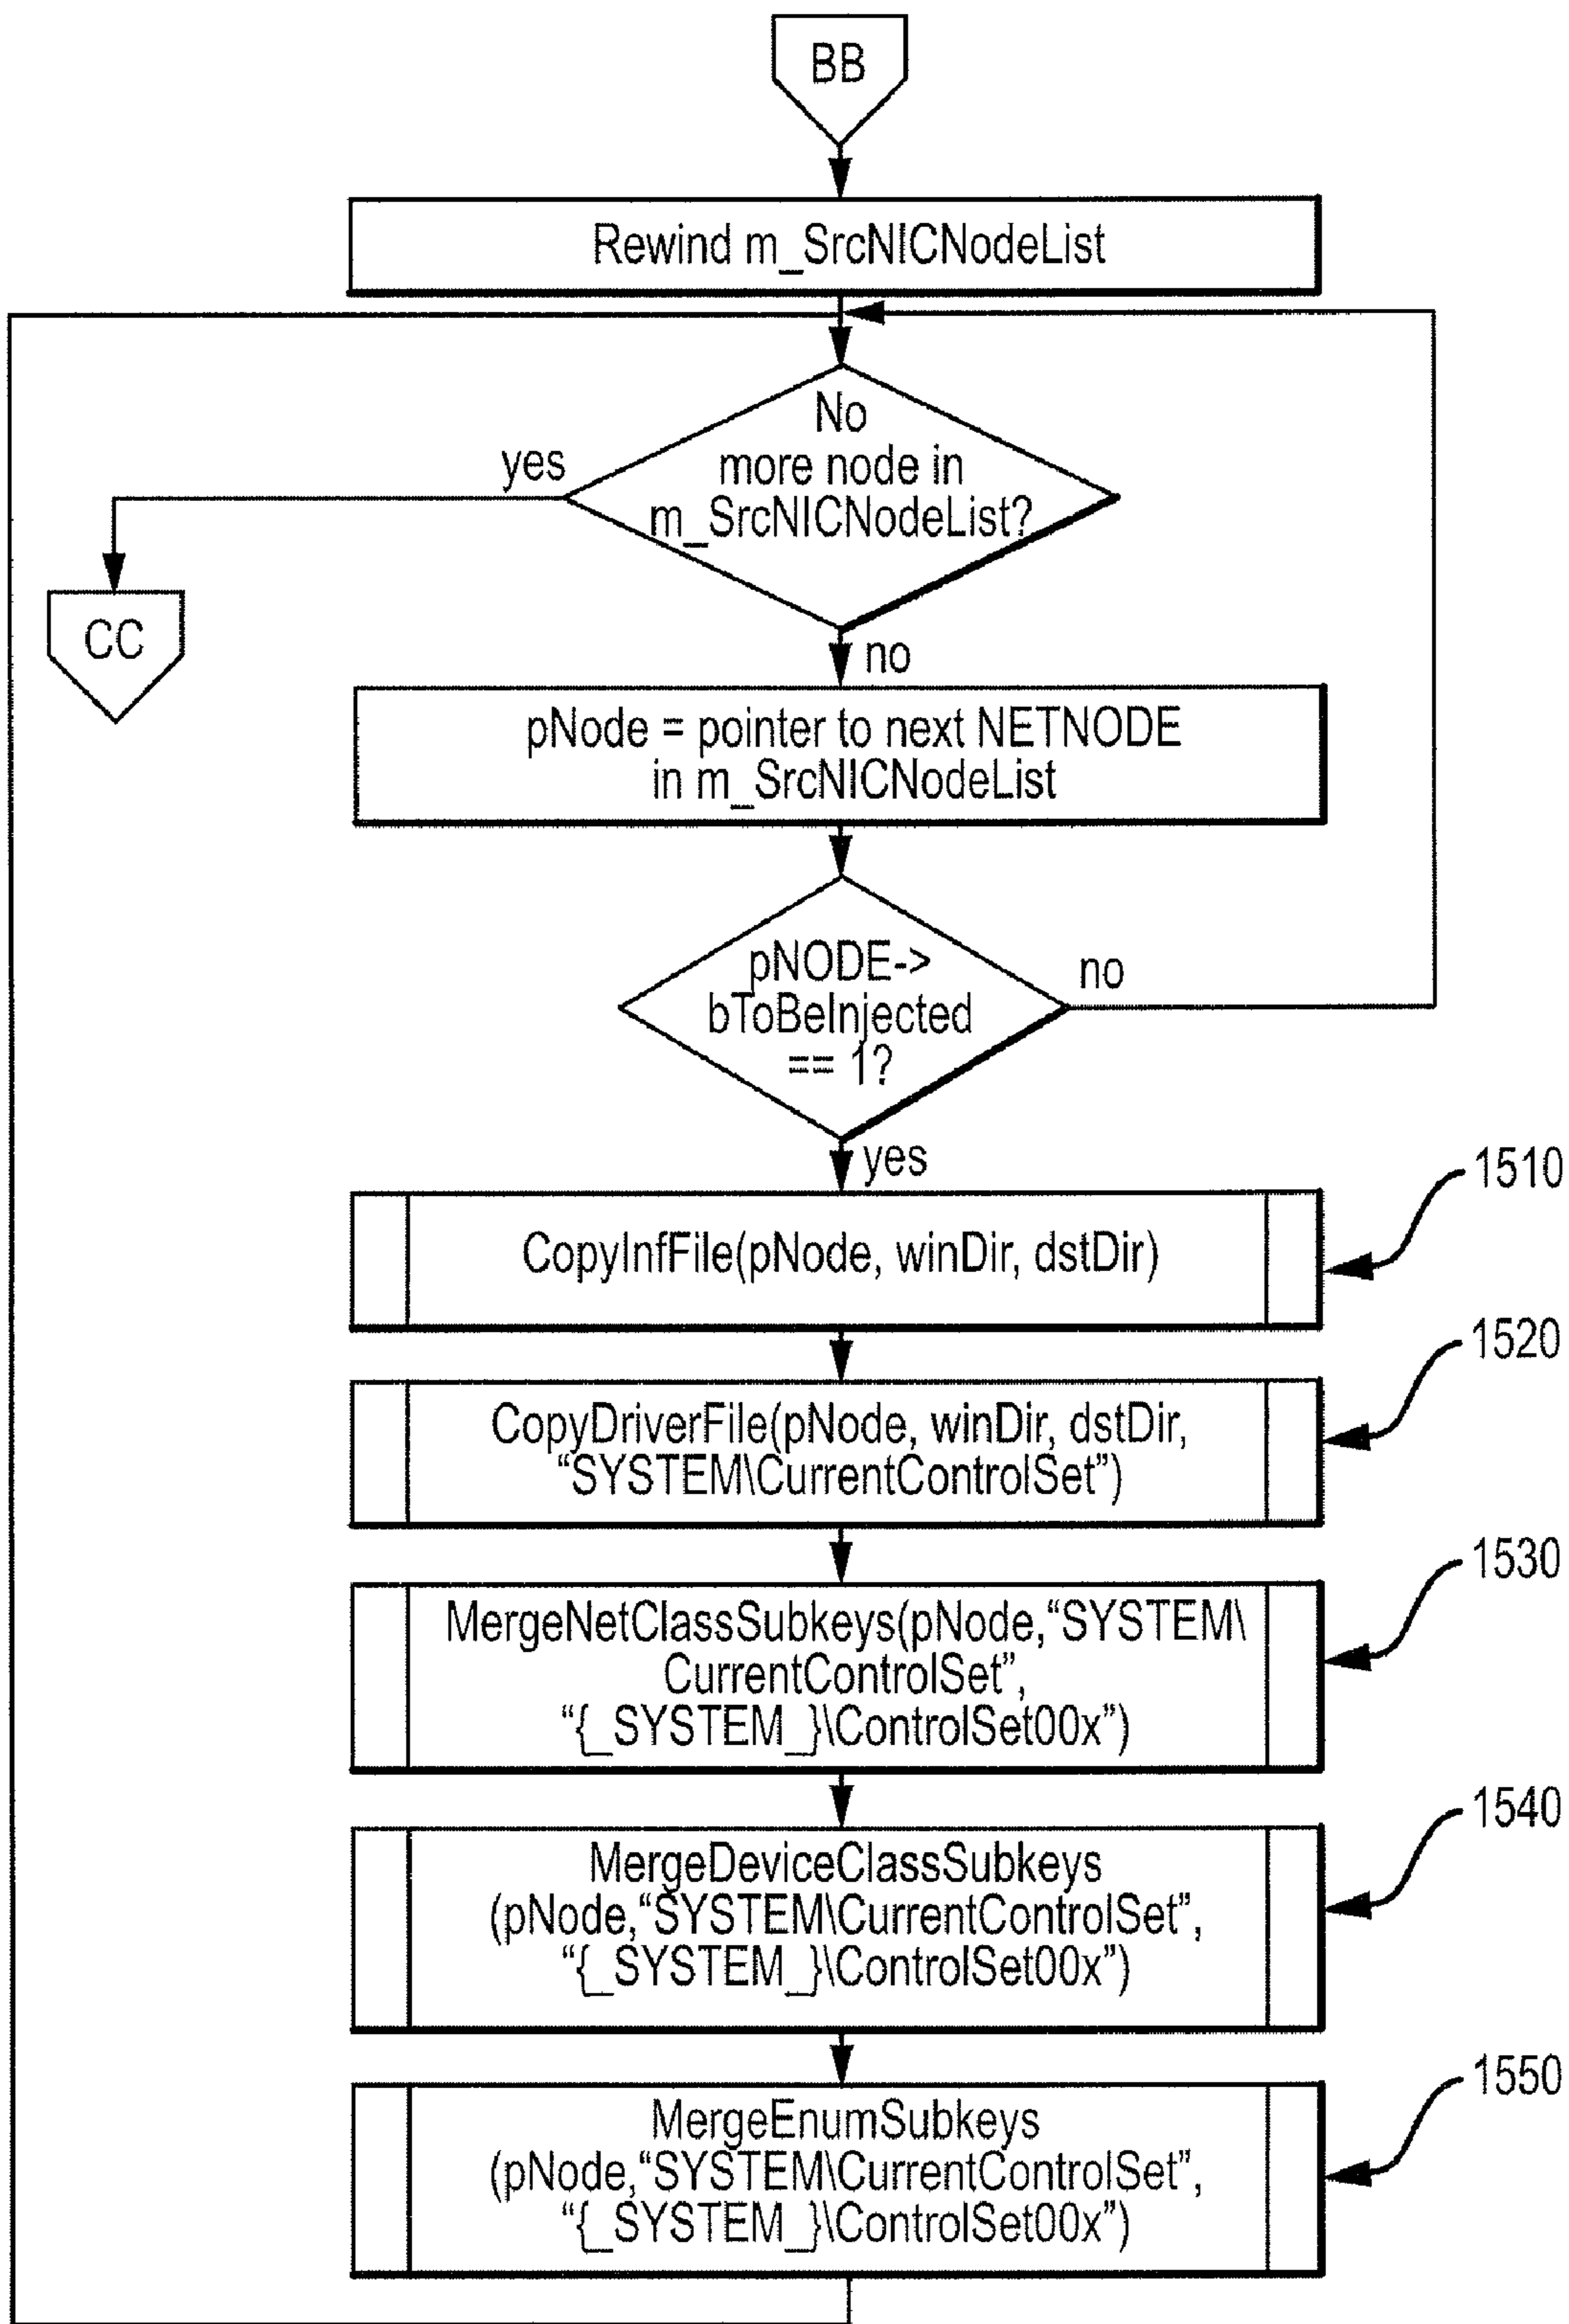 BB
Rewind m_SrcNICNodeList
No
more node in
m_SrcNICNodeList?
yes
CC
no
pNode = pointer to next NETNODE
in m_SrcNICNodeList
pNODE->
bToBeInjected
== 1?
no
yes
1510
CopyInfFile(pNode, winDir, dstDir)
1520
CopyDriverFile(pNode, winDir, dstDir,
“SYSTEM\CurrentControlSet”)
1530
MergeNetClassSubkeys(pNode,“SYSTEM\
CurrentControlSet”,
“{_SYSTEM_}\ControlSet00x”)
1540
MergeDeviceClassSubkeys
(pNode,“SYSTEM\CurrentControlSet”,
“{_SYSTEM_}\ControlSet00x”)
1550
MergeEnumSubkeys
(pNode,“SYSTEM\CurrentControlSet”,
“{_SYSTEM_}\ControlSet00x”)